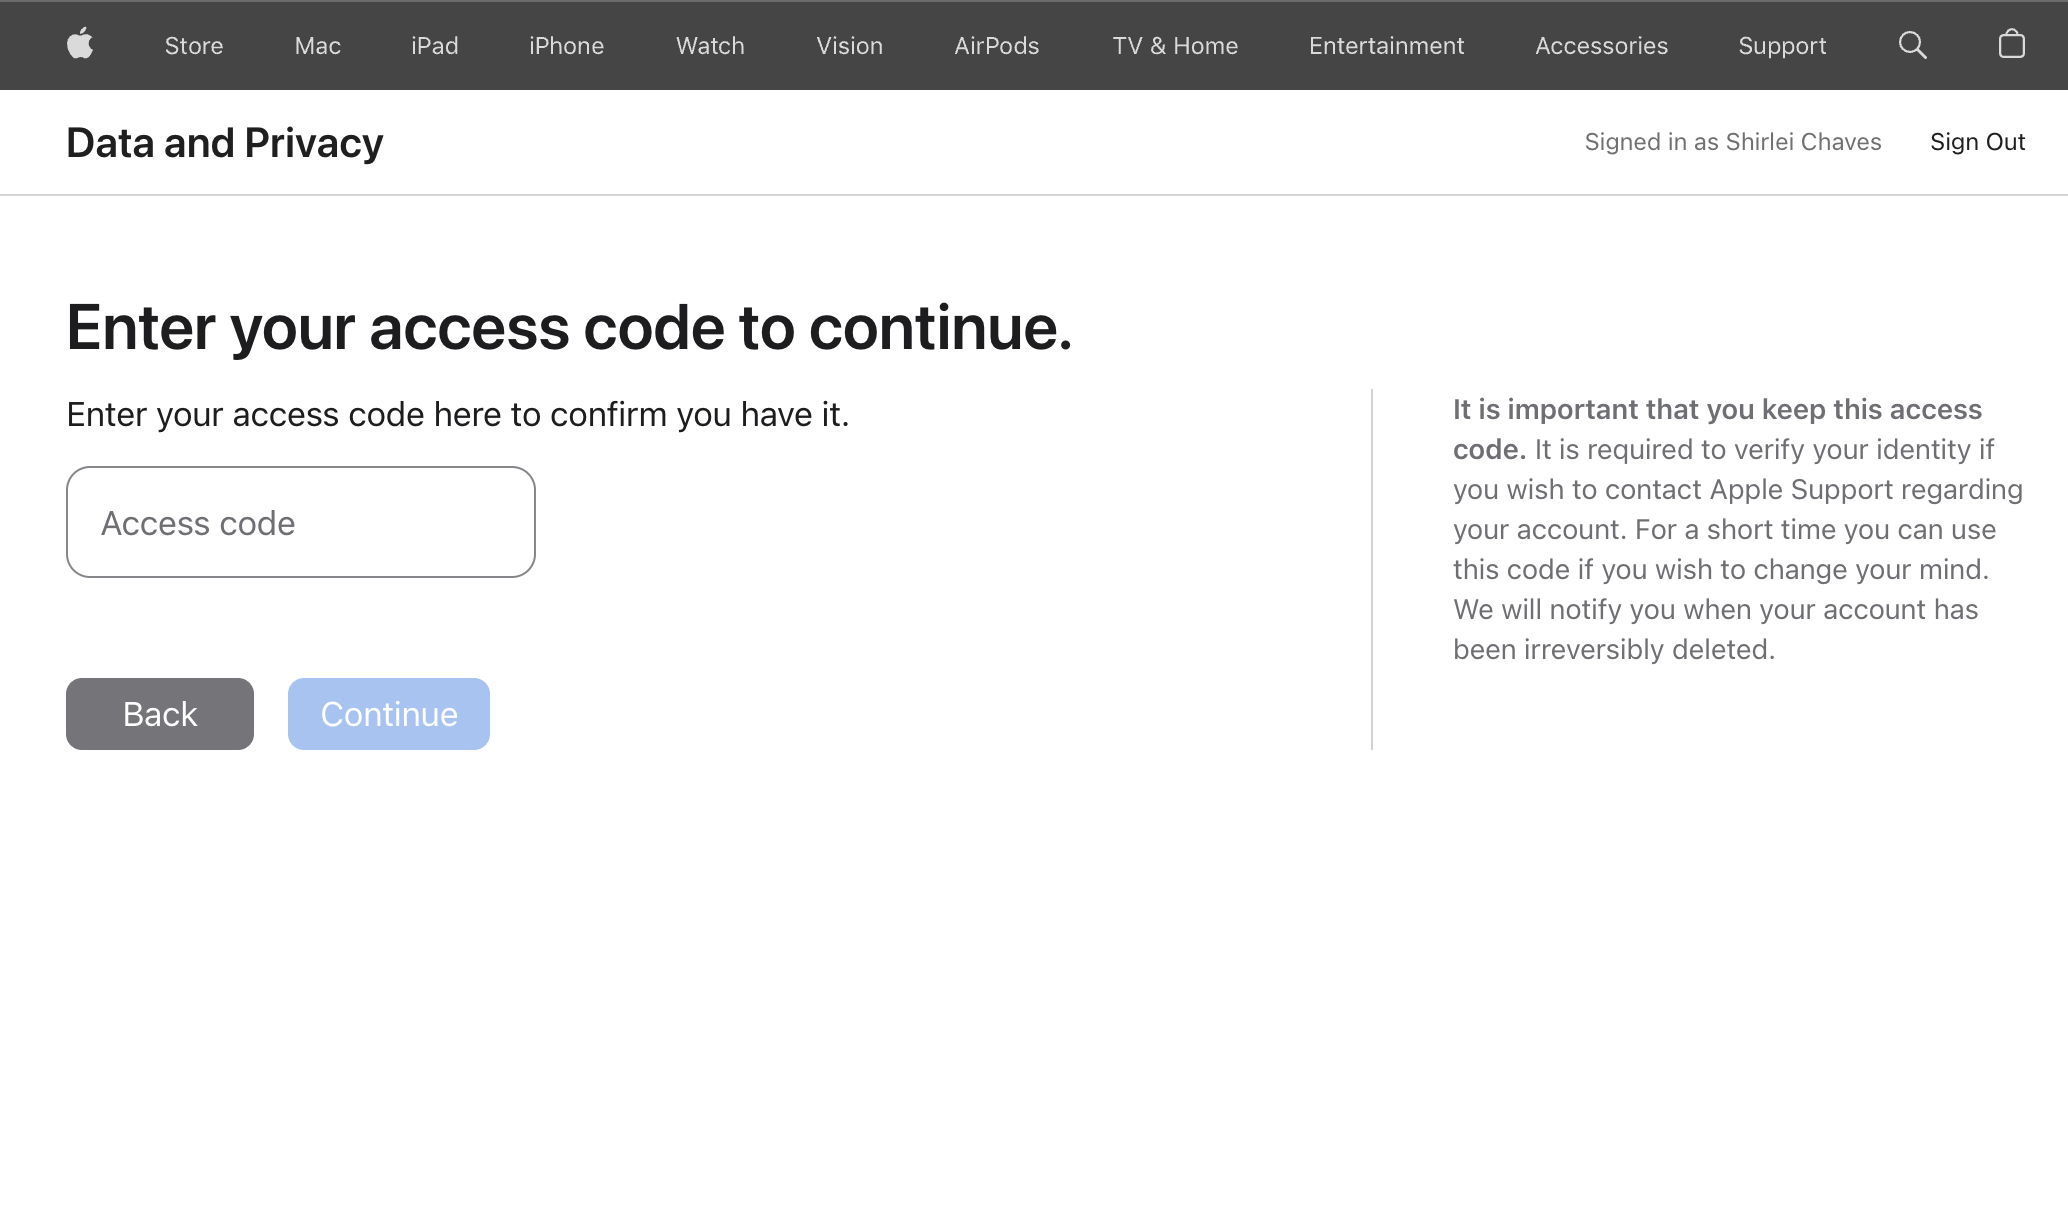 Store Mac iPad iPhone Watch Vision AirPods TV & Home Entertainment Accessories Support
Data and Privacy
Signed in as Shirlei Chaves Sign Out
Enter your access code to continue.
Enter your access code here to confirm you have it.
Access code
Back Continue
It is important that you keep this access
code. It is required to verify your identity if
you wish to contact Apple Support regarding
your account. For a short time you can use
this code if you wish to change your mind.
We will notify you when your account has
been irreversibly deleted.